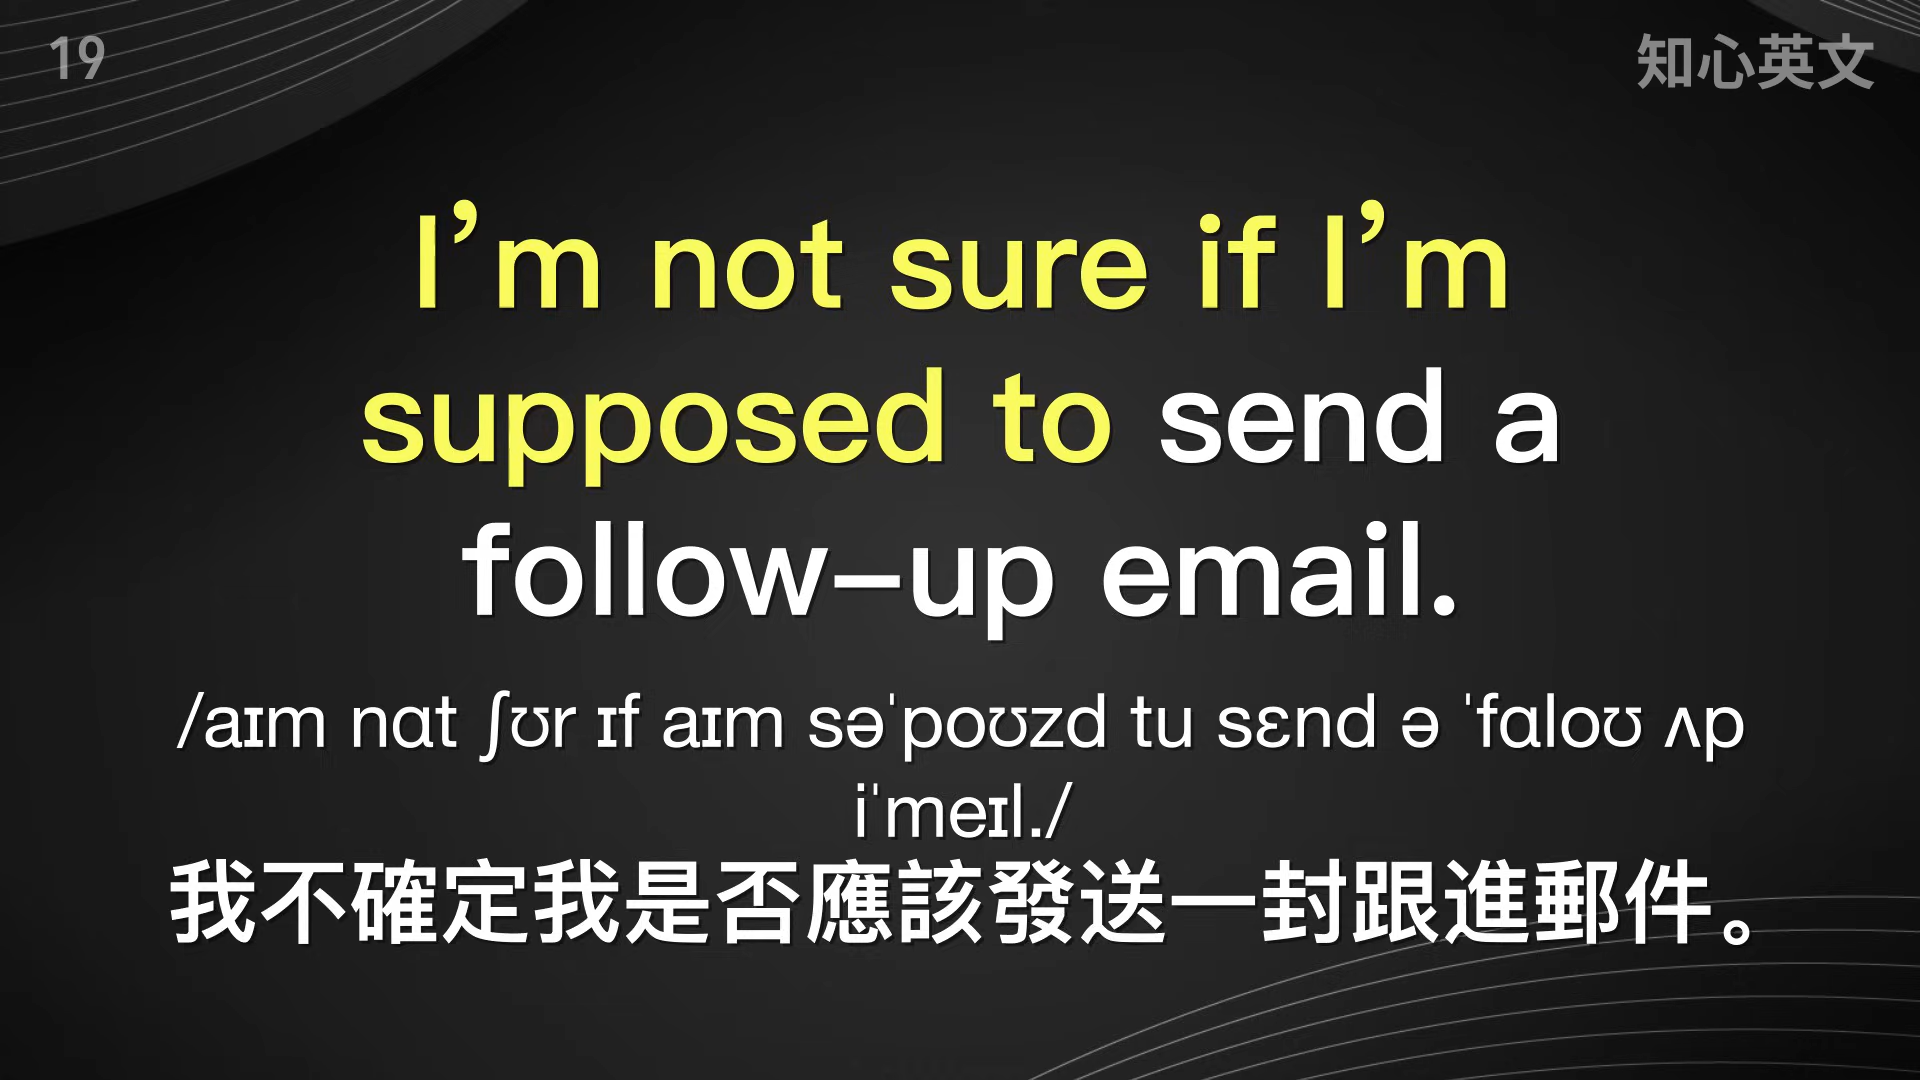 19
知心英文
I’m not sure if I’m
supposed to send a
follow-up email.
/aɪm nɑt ʃʊr ɪf aɪm səˈpoʊzd tu sɛnd ə ˈfɑloʊ ʌp
iˈmeɪl./
我不確定我是否應該發送一封跟進郵件。